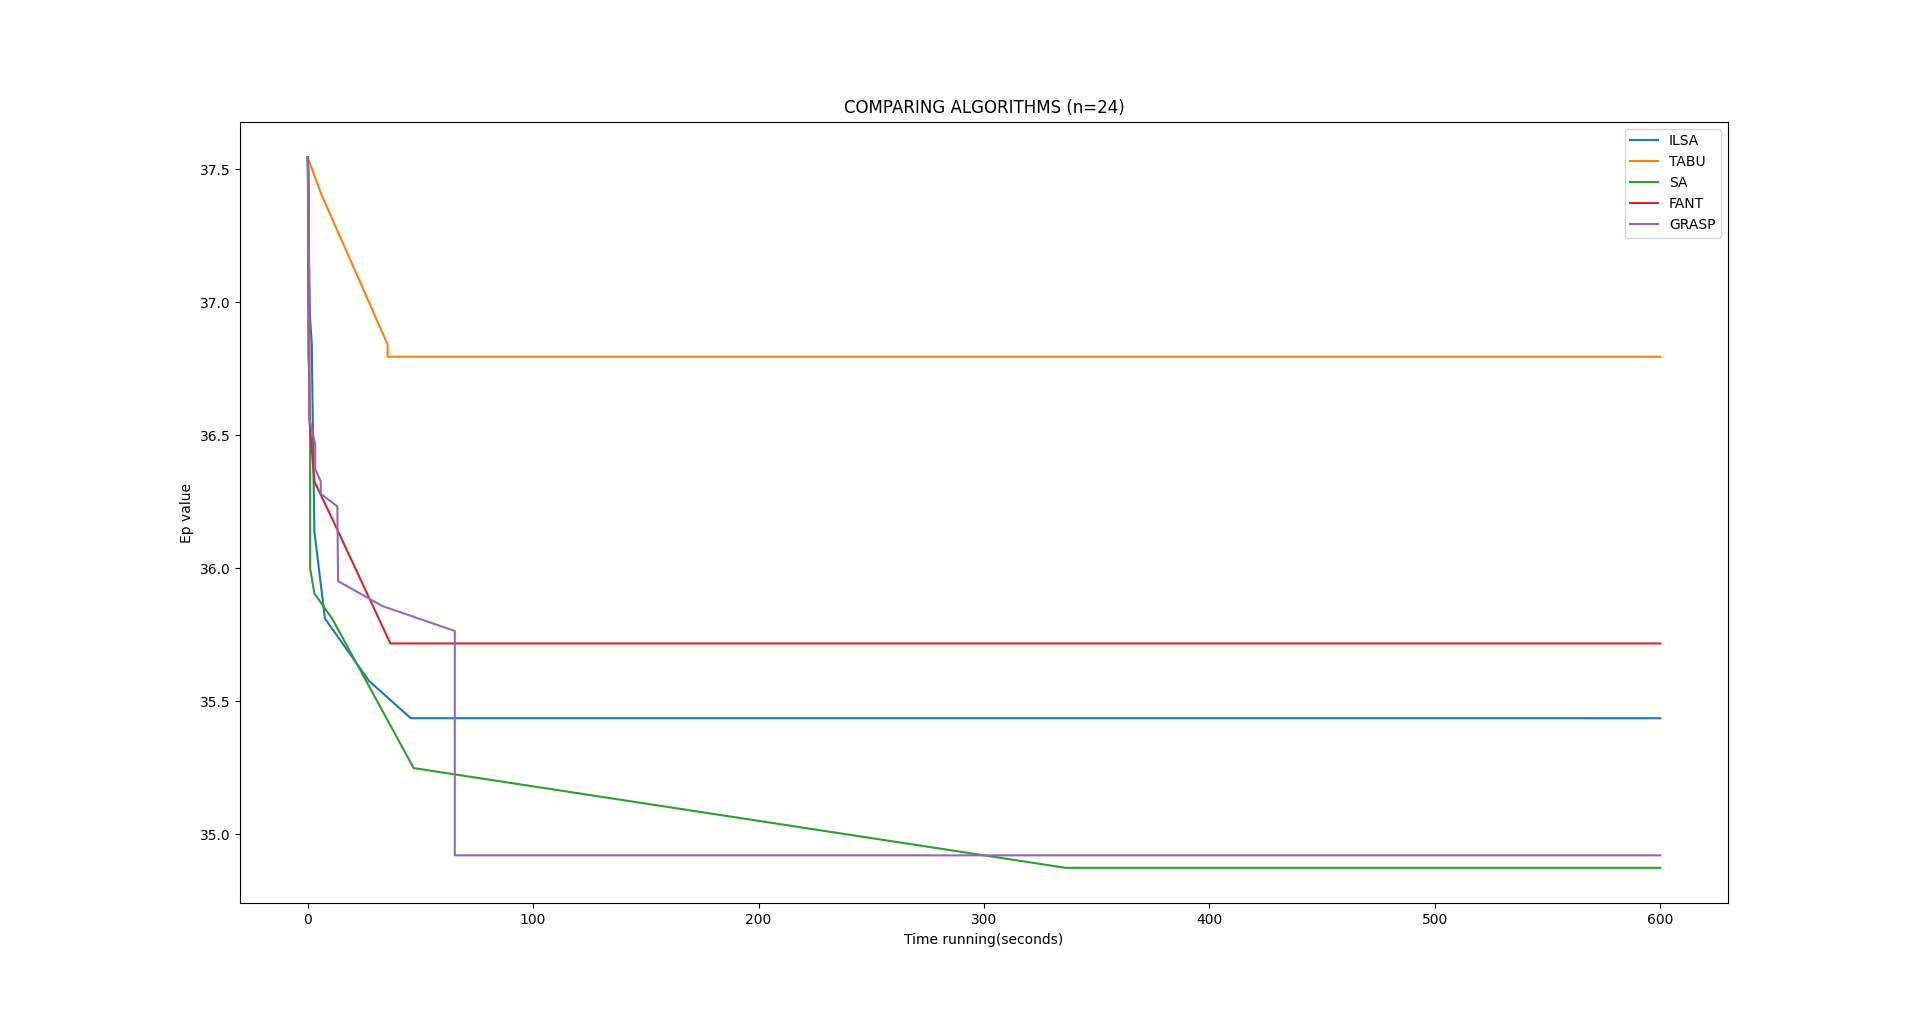 COMPARING ALGORITHMS (n=24)
ILSA
TABU
SA
FANT
GRASP
37.5
37.0
36.5
36.0
35.5
35.0
Ep value
0 100 200 300 400 500 600
Time running(seconds)